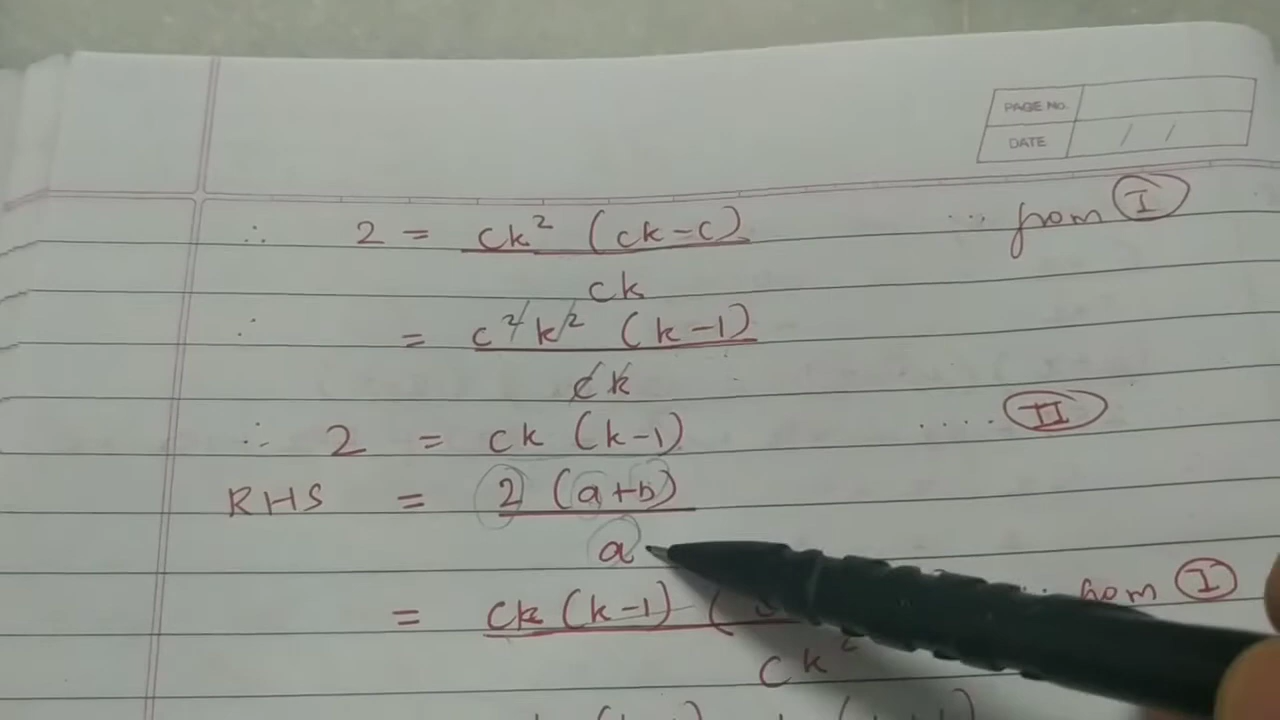 PAGE No.
DATE / /
∴ 2 = ck² (ck-c) ... from I
ck
∴ = c²k² (k-1)
ck
∴ 2 = ck (k-1) .... II
RHS = 2 (a+b)
a
= ck (k-1) ( ... from I
ck²